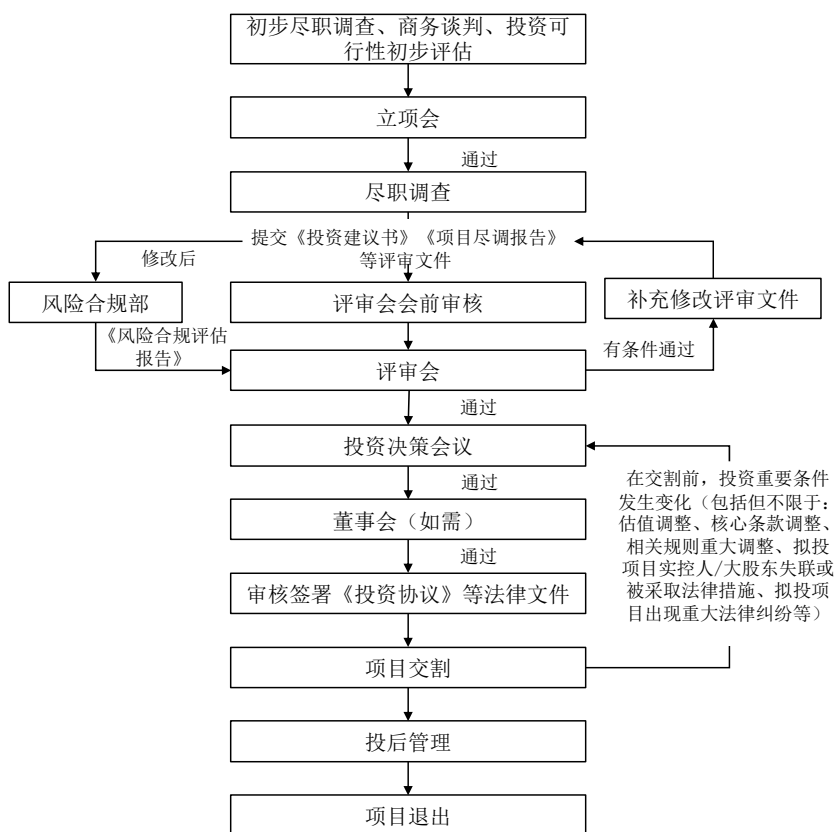 初步尽职调查、商务谈判、投资可
行性初步评估
立项会
通过
尽职调查
提交《投资建议书》《项目尽调报告》
等评审文件
修改后
风险合规部
评审会会前审核
补充修改评审文件
《风险合规评估
报告》
评审会
有条件通过
通过
投资决策会议
通过
董事会（如需）
通过
审核签署《投资协议》等法律文件
在交割前，投资重要条件
发生变化（包括但不限于：
估值调整、核心条款调整、
相关规则重大调整、拟投
项目实控人/大股东失联或
被采取法律措施、拟投项
目出现重大法律纠纷等）
项目交割
投后管理
项目退出